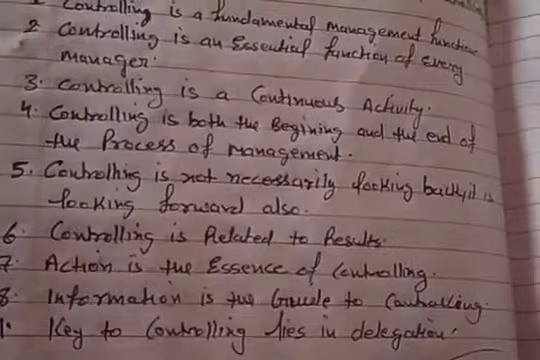 1 Controlling is a fundamental management function
2 Controlling is an Essential function of every
manager.
3. Controlling is a Continuous Activity.
4. Controlling is both the Begining and the end of
the Process of management.
5. Controlling is not necessarily looking back, it is
looking forward also.
6 Controlling is Related to Results.
7. Action is the Essence of Controlling.
8. Information is the Guide to Controlling.
Key to Controlling lies in delegation.